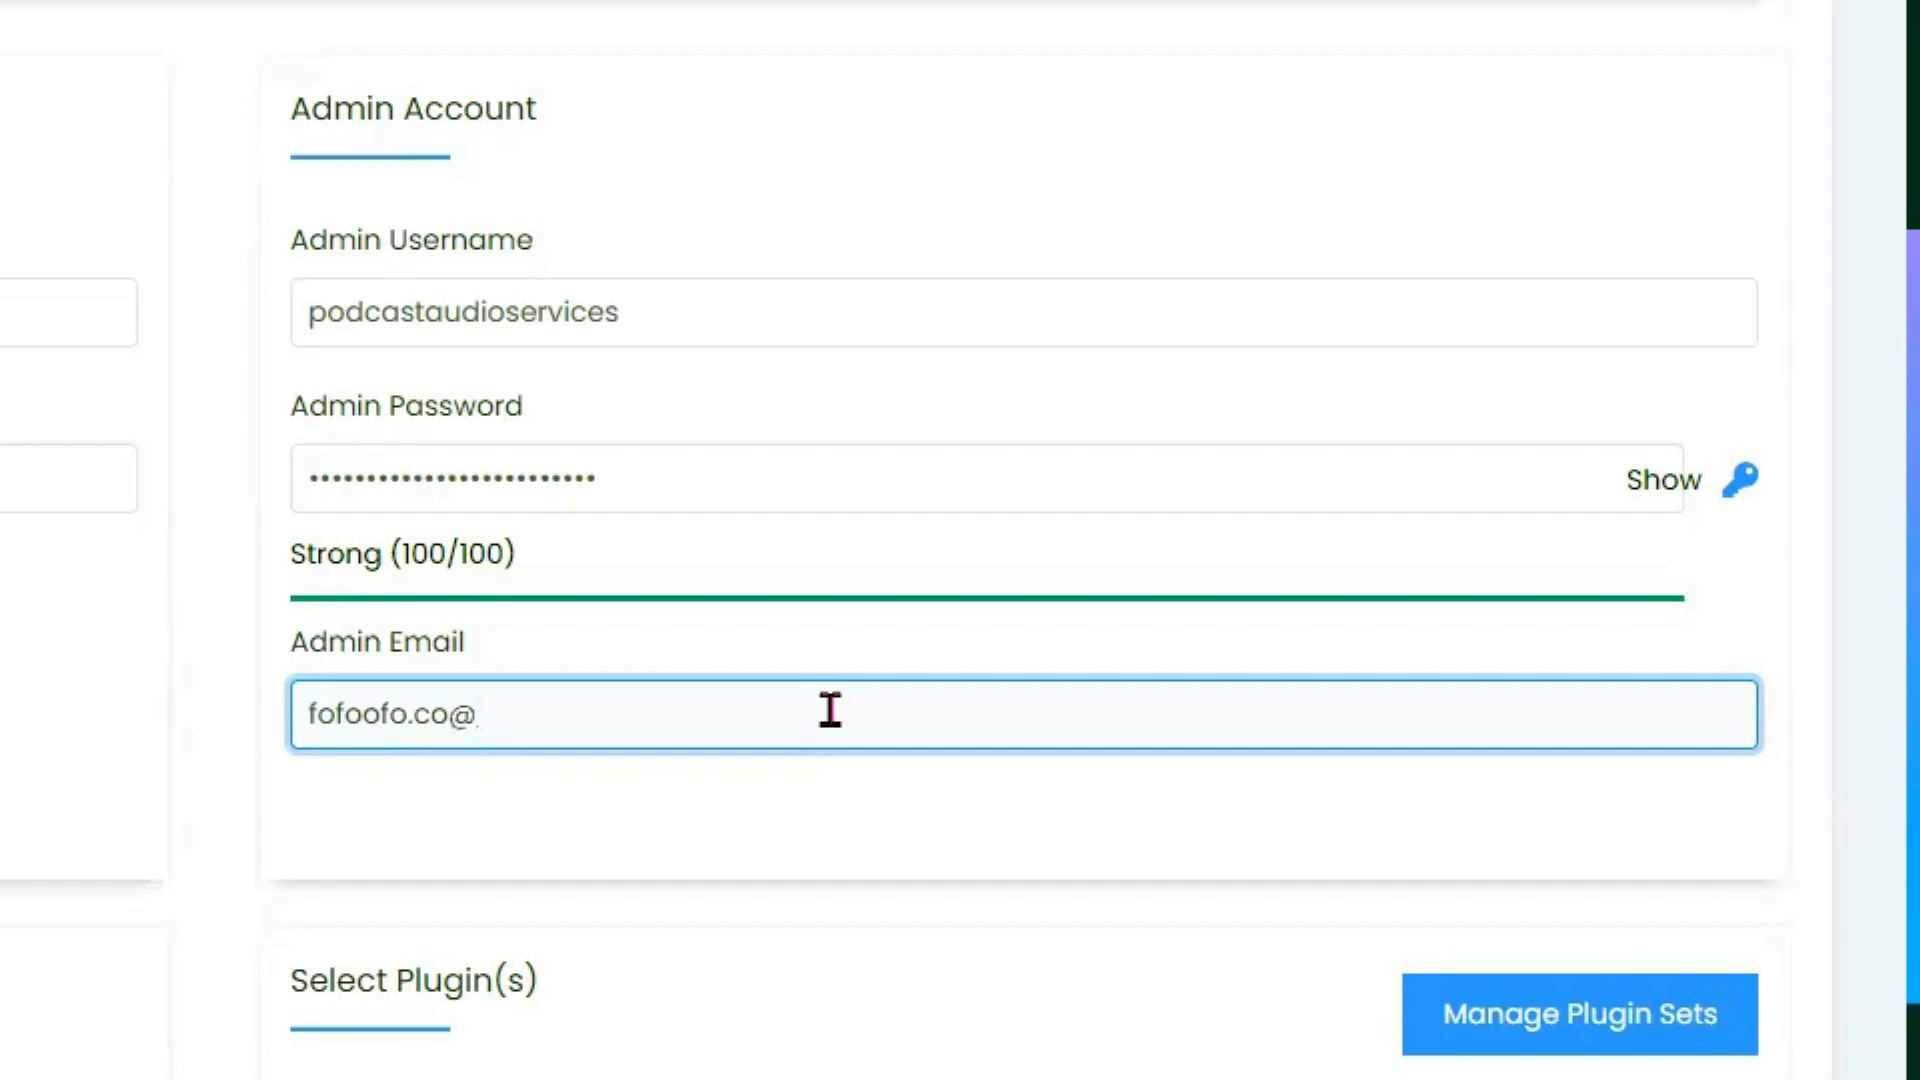 Admin Account
Admin Username
podcastaudioservices
Admin Password
•••••••••••••••••••••••••
Show
Strong (100/100)
Admin Email
fofoofo.co@
Select Plugin(s)
Manage Plugin Sets